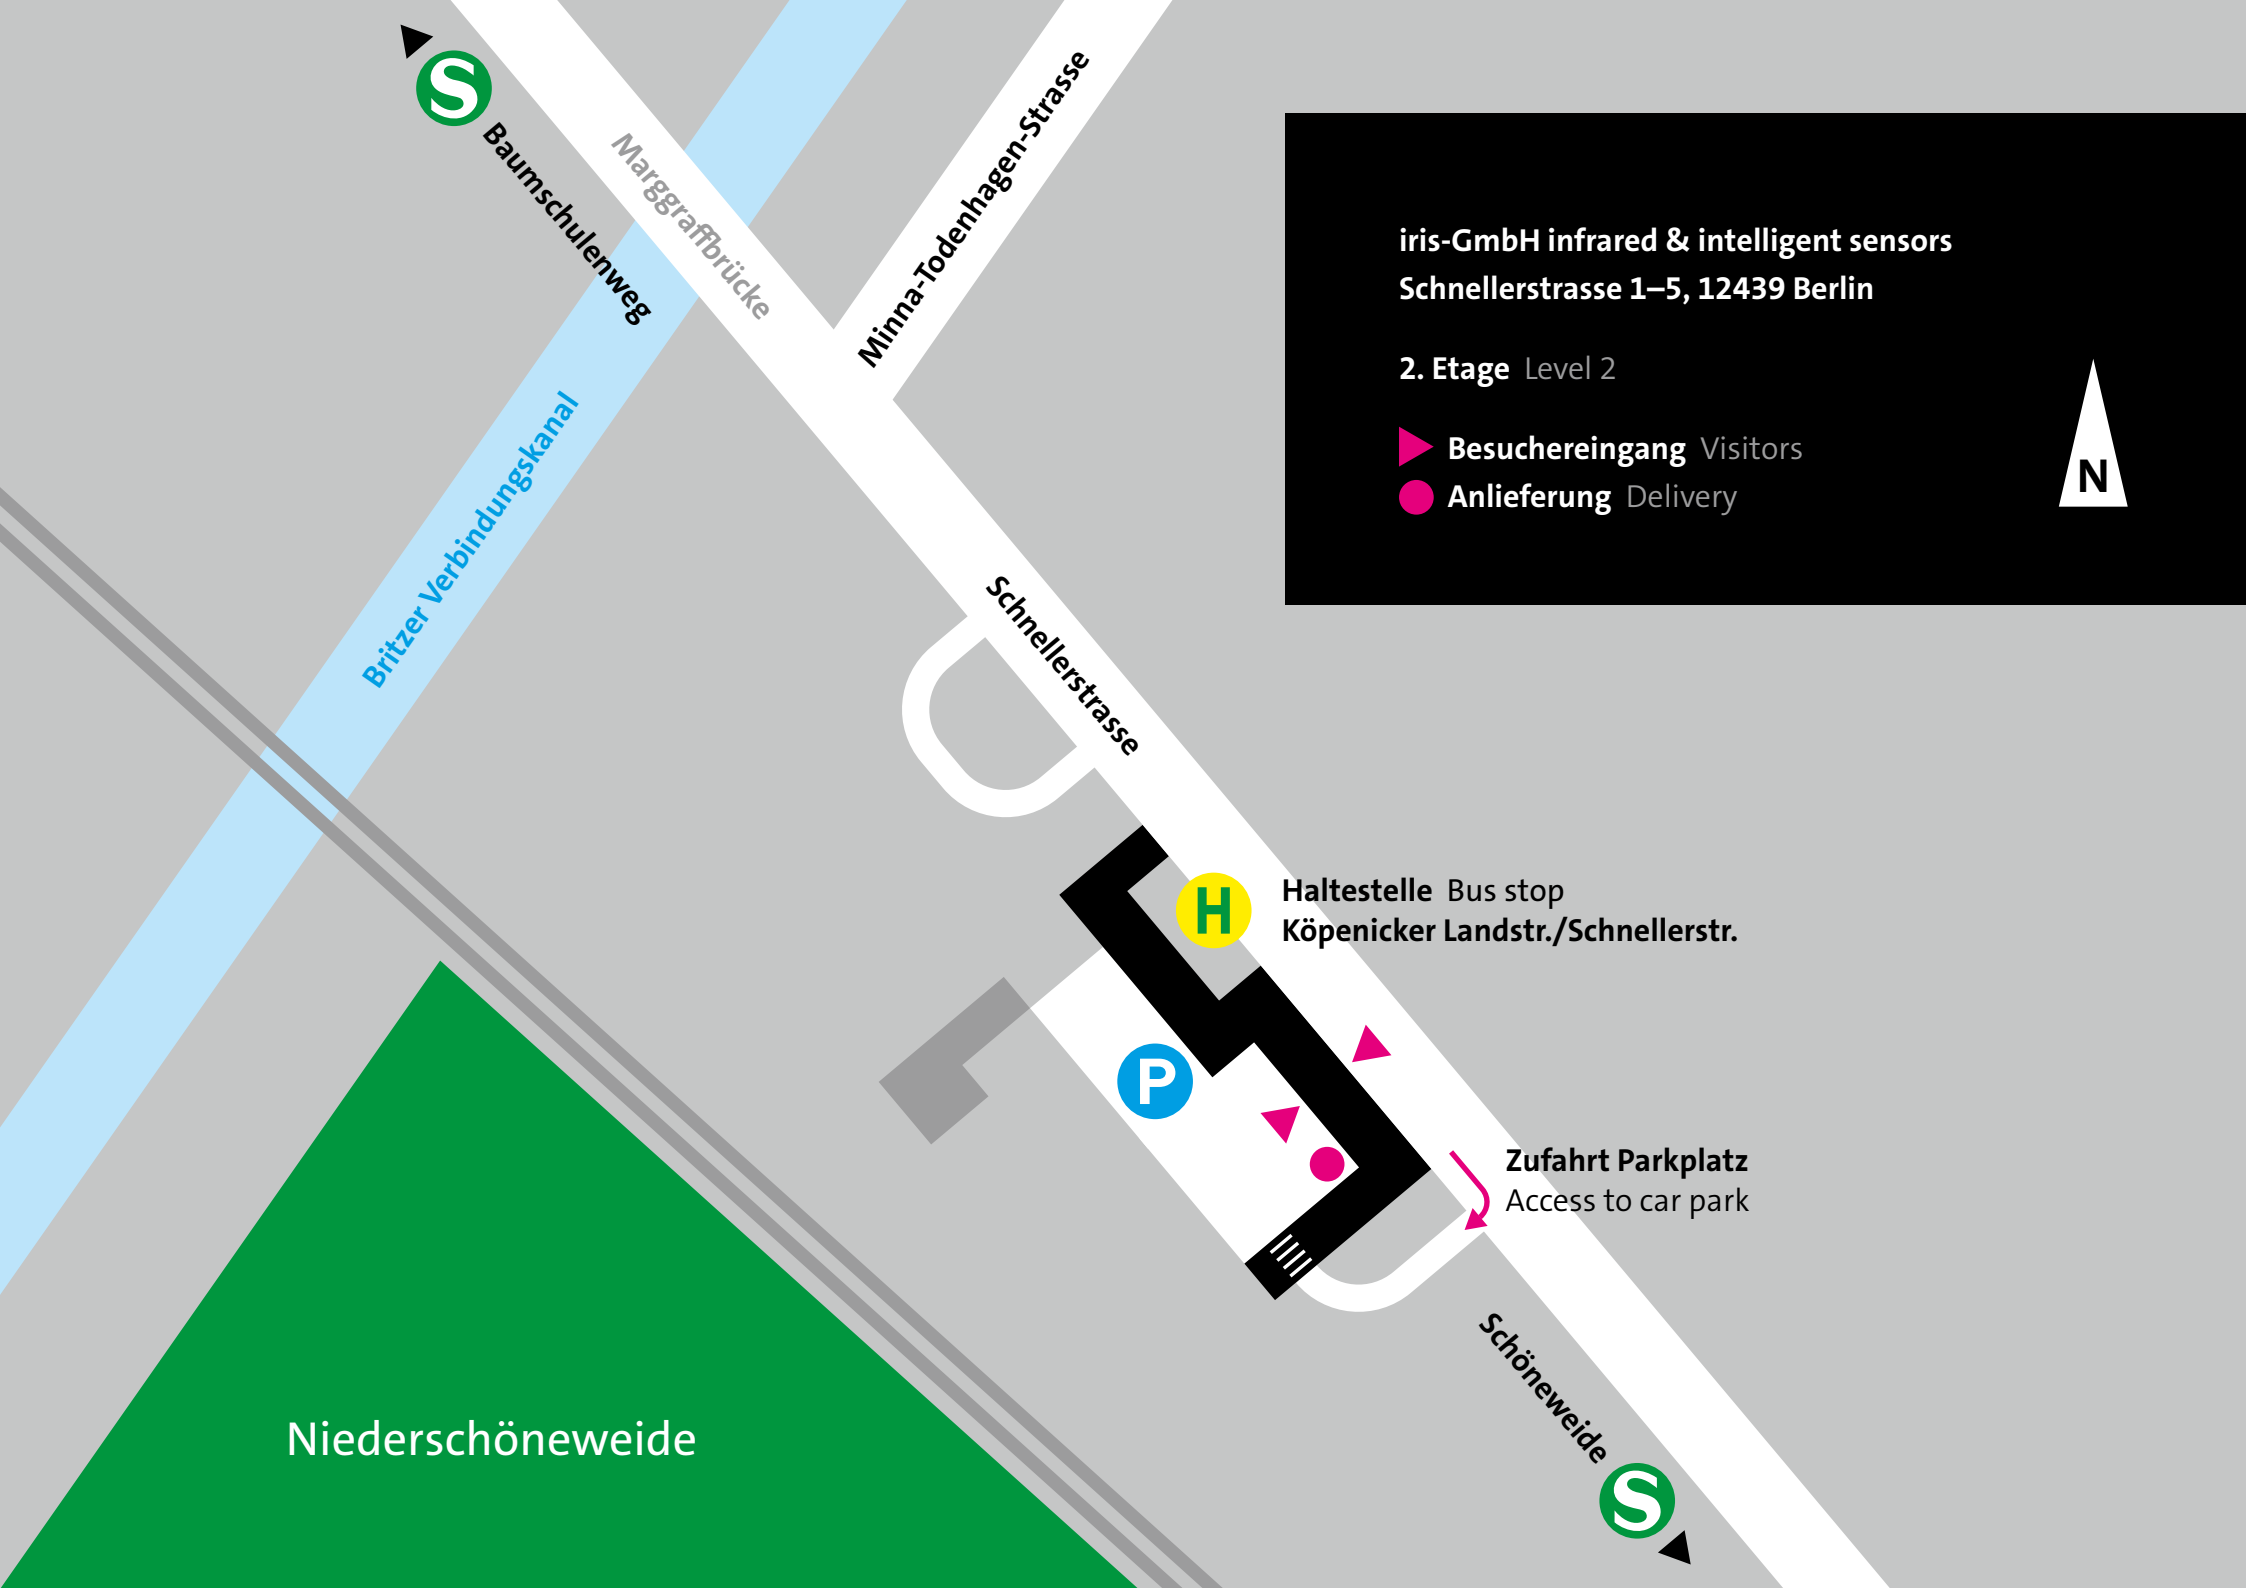 S
Baumschulenweg
Marggraffbrücke
Minna-Todenhagen-Strasse
Britzer Verbindungskanal
iris-GmbH infrared & intelligent sensors
Schnellerstrasse 1–5, 12439 Berlin
2. Etage Level 2
Besuchereingang Visitors
Anlieferung Delivery
N
Schnellerstrasse
H
Haltestelle Bus stop
Köpenicker Landstr./Schnellerstr.
P
Zufahrt Parkplatz
Access to car park
Schöneweide
S
Niederschöneweide